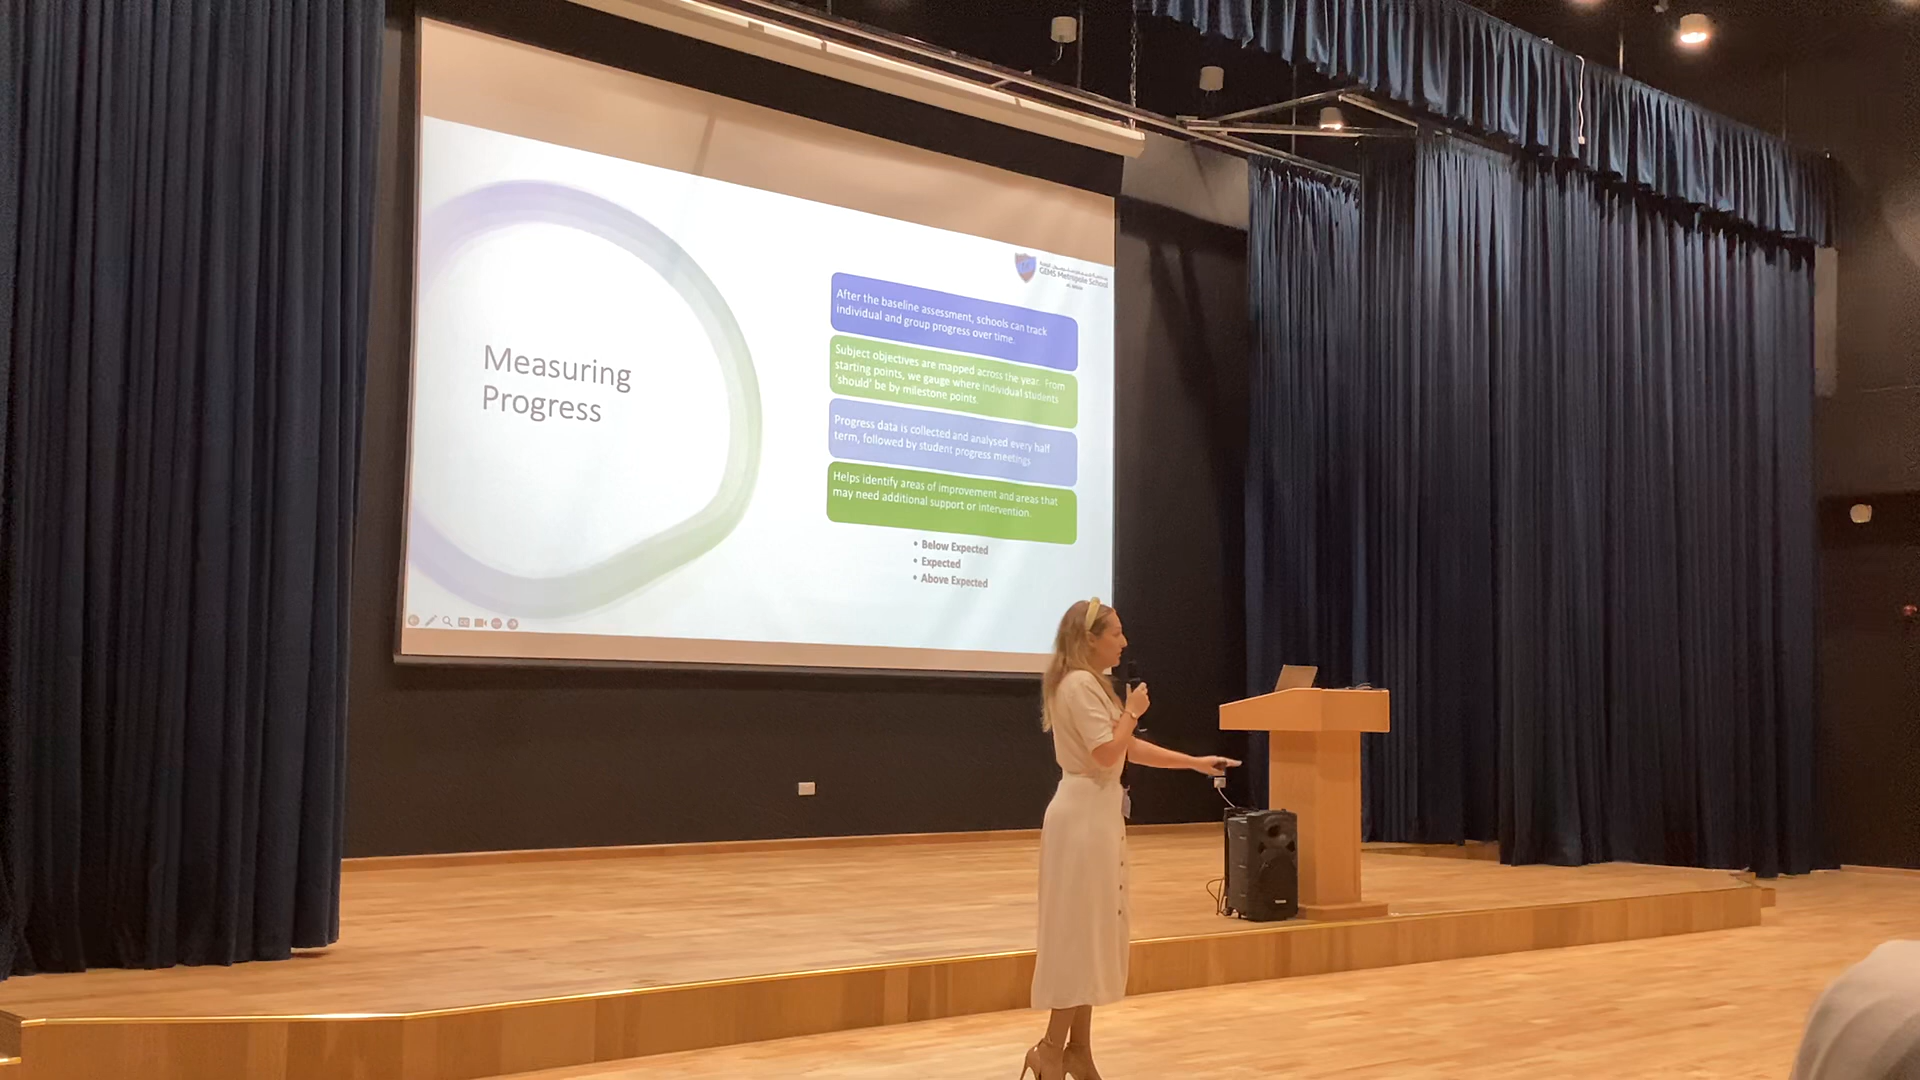 Measuring
Progress
GEMS Metropole School
After the baseline assessment, schools can track
individual and group progress over time.
Subject objectives are mapped across the year. From
starting points, we gauge where individual students
'should' be by milestone points.
Progress data is collected and analysed every half
term, followed by student progress meetings
Helps identify areas of improvement and areas that
may need additional support or intervention.
• Below Expected
• Expected
• Above Expected